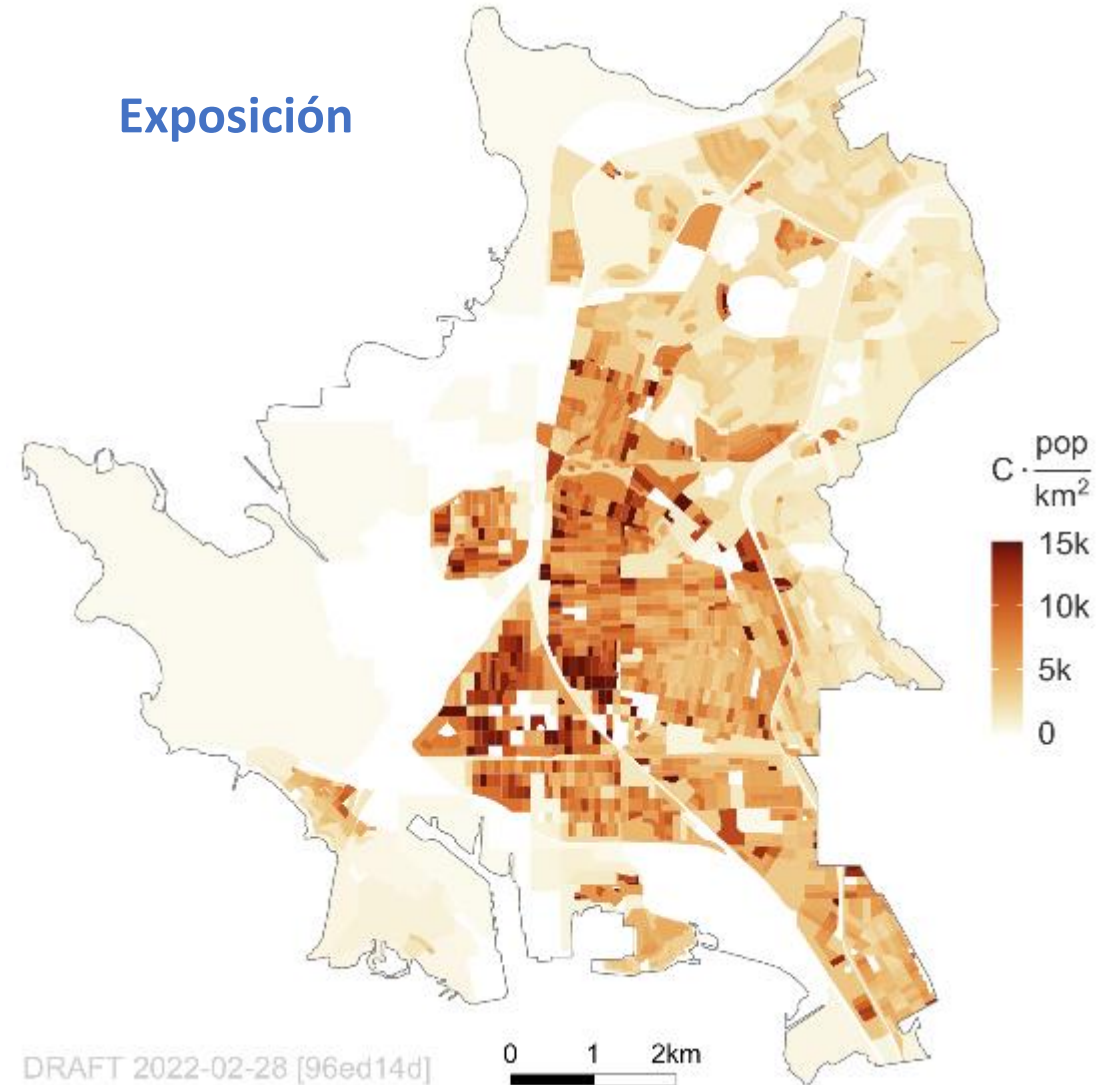 Exposición
C · pop
km²
15k
10k
5k
0
0 1 2km
DRAFT 2022-02-28 [96ed14d]